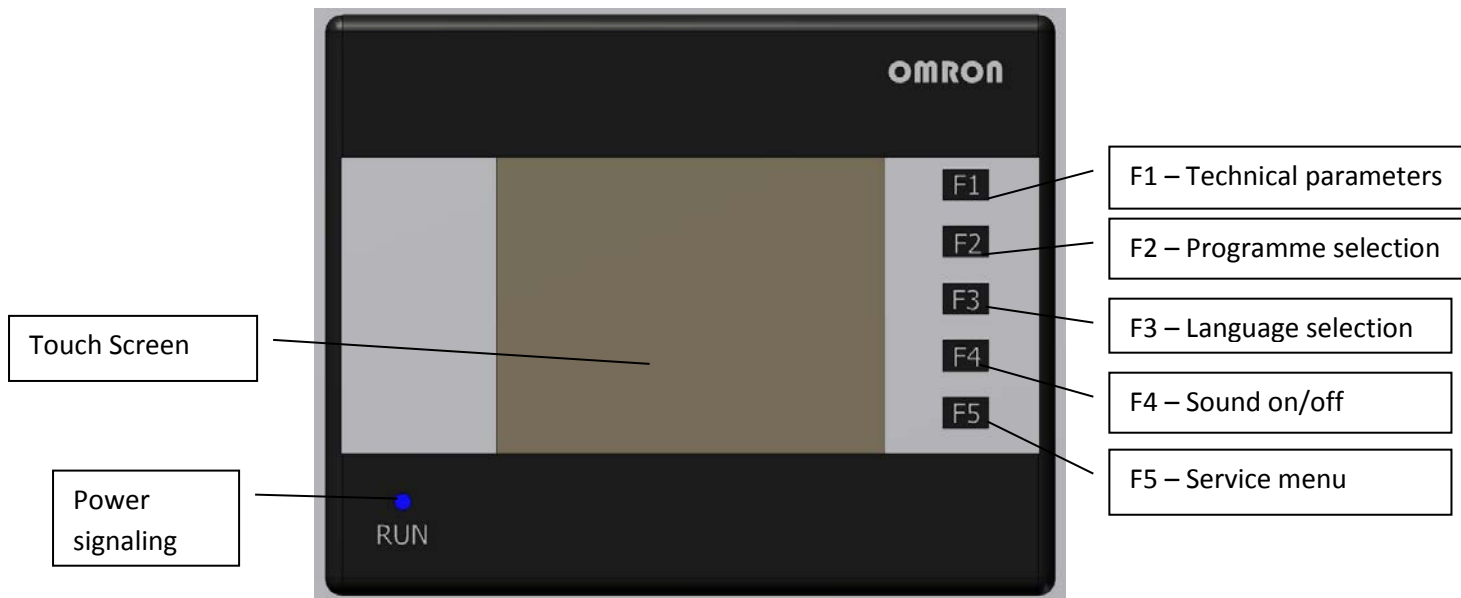 OMRON
F1
F1 – Technical parameters
F2
F2 – Programme selection
F3
F3 – Language selection
Touch Screen
F4
F4 – Sound on/off
F5
F5 – Service menu
Power
signaling
RUN